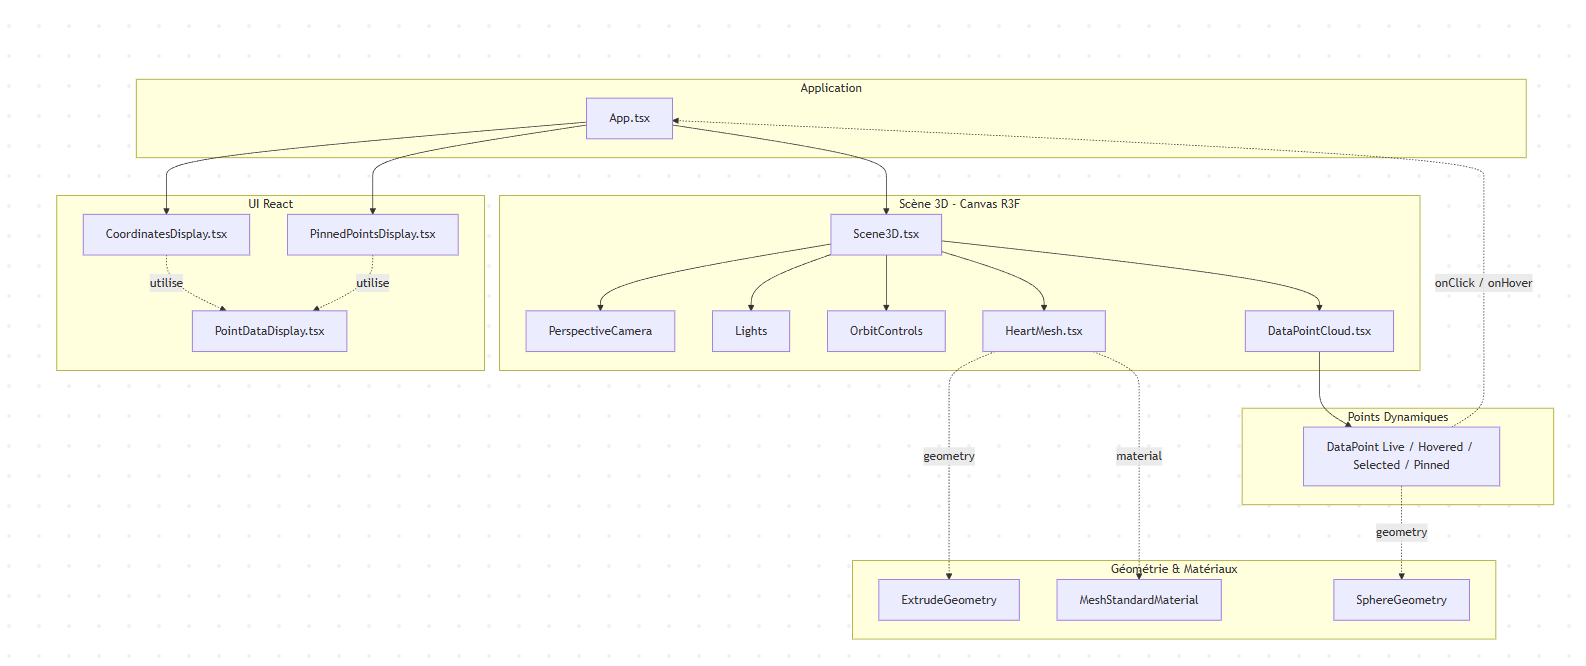 Application
App.tsx
UI React
CoordinatesDisplay.tsx
PinnedPointsDisplay.tsx
utilise
utilise
PointDataDisplay.tsx
Scène 3D - Canvas R3F
Scene3D.tsx
PerspectiveCamera
Lights
OrbitControls
HeartMesh.tsx
DataPointCloud.tsx
onClick / onHover
Points Dynamiques
DataPoint Live / Hovered /
Selected / Pinned
geometry
material
geometry
Géométrie & Matériaux
ExtrudeGeometry
MeshStandardMaterial
SphereGeometry